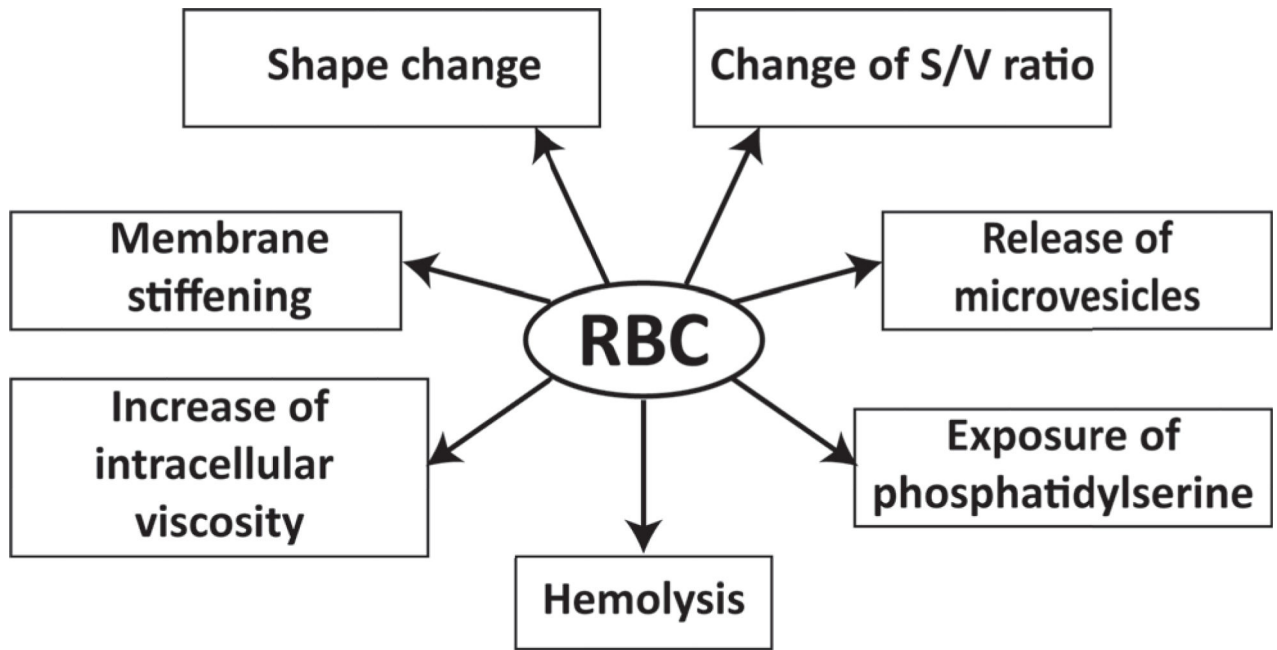 Shape change
Change of S/V ratio
Membrane
stiffening
Release of
microvesicles
RBC
Increase of
intracellular
viscosity
Exposure of
phosphatidylserine
Hemolysis